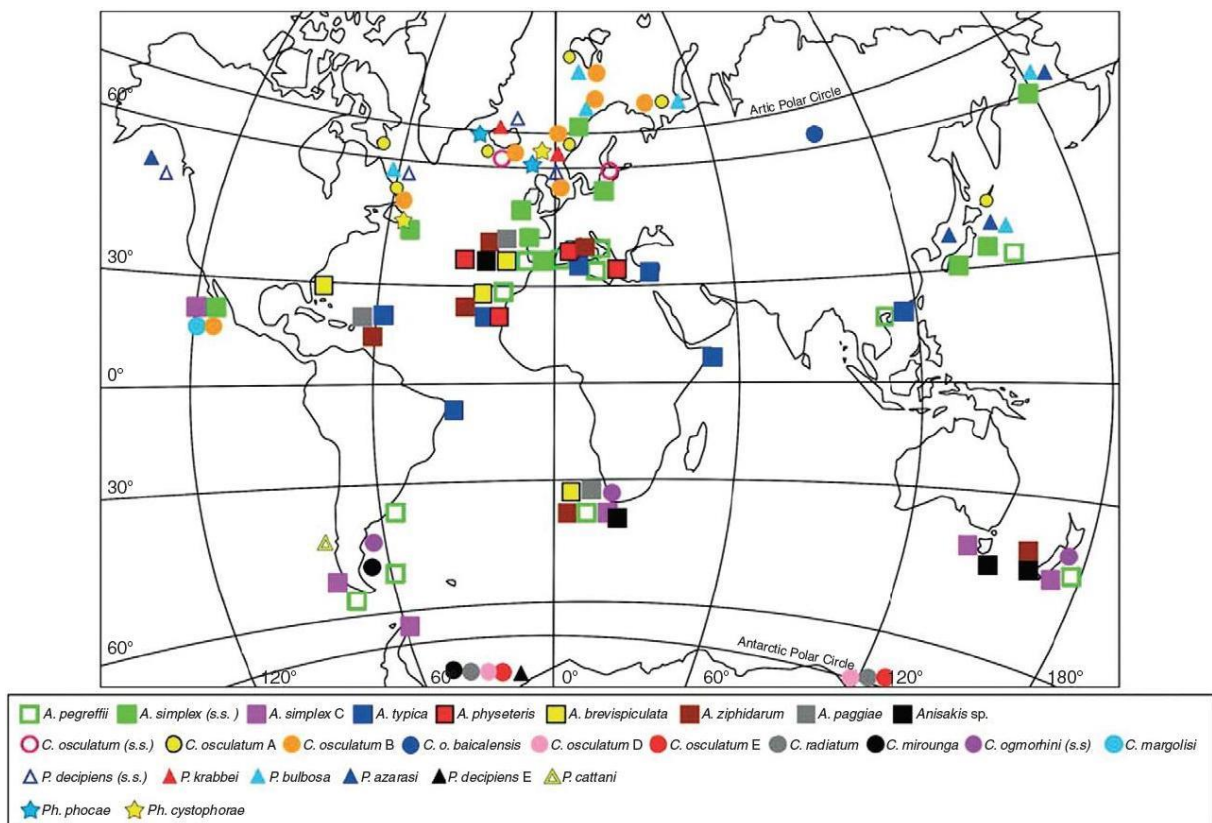 Artic Polar Circle
60°
30°
0°
30°
Antarctic Polar Circle
60°
120° 60° 0° 60° 120° 180°
A. pegreffii A. simplex (s.s.) A. simplex C A. typica A. physeteris A. brevispiculata A. ziphidarum A. paggiae Anisakis sp.
C. osculatum (s.s.) C. osculatum A C. osculatum B C. o. baicalensis C. osculatum D C. osculatum E C. radiatum C. mirounga C. ogmorhini (s.s) C. margolisi
P. decipiens (s.s.) P. krabbei P. bulbosa P. azarasi P. decipiens E P. cattani
Ph. phocae Ph. cystophorae